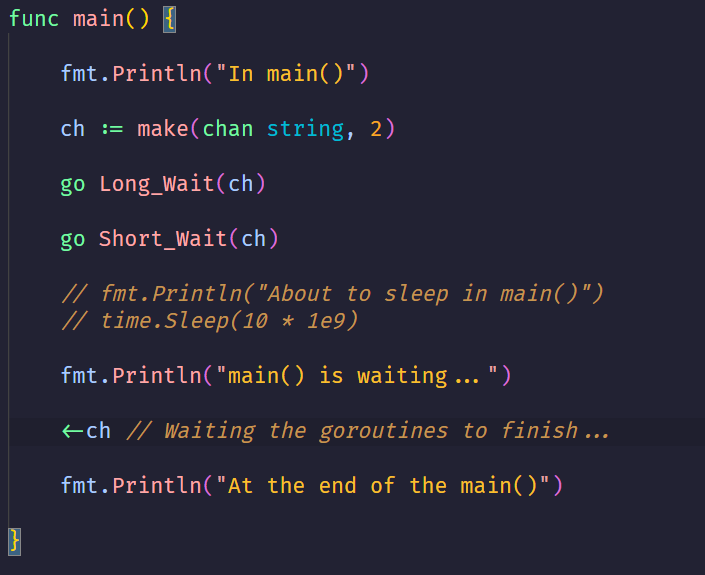 func main() {
fmt.Println("In main()")
ch := make(chan string, 2)
go Long_Wait(ch)
go Short_Wait(ch)
// fmt.Println("About to sleep in main()")
// time.Sleep(10 * 1e9)
fmt.Println("main() is waiting...")
<-ch // Waiting the goroutines to finish...
fmt.Println("At the end of the main()")
}